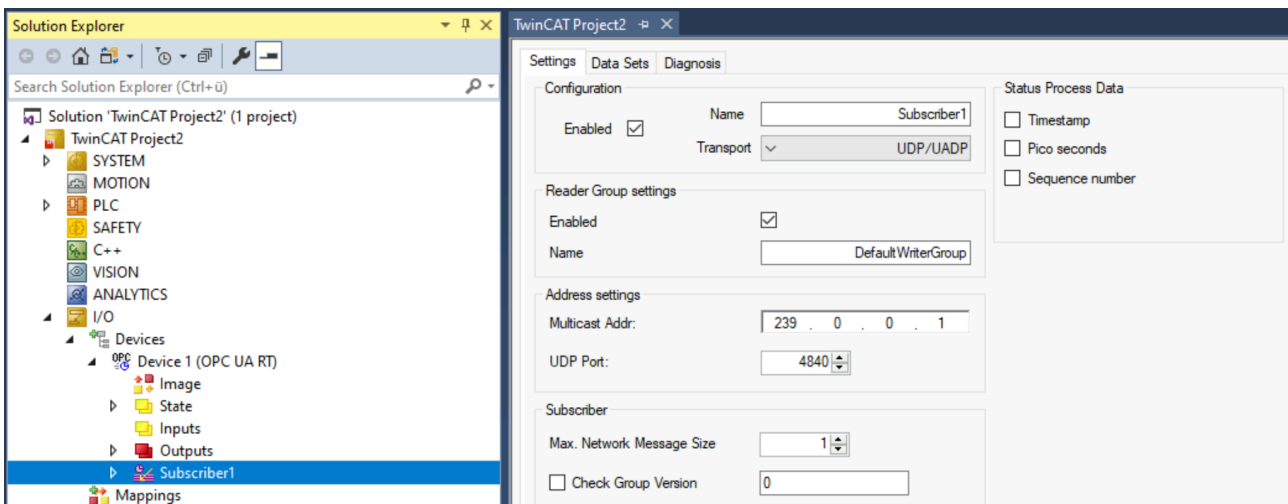 Solution Explorer
Search Solution Explorer (Ctrl+ü)
Solution 'TwinCAT Project2' (1 project)
TwinCAT Project2
SYSTEM
MOTION
PLC
SAFETY
C++
VISION
ANALYTICS
I/O
Devices
Device 1 (OPC UA RT)
Image
State
Inputs
Outputs
Subscriber1
Mappings
TwinCAT Project2
Settings Data Sets Diagnosis
Configuration
Enabled
Name Subscriber1
Transport UDP/UADP
Reader Group settings
Enabled
Name DefaultWriterGroup
Address settings
Multicast Addr: 239 . 0 . 0 . 1
UDP Port: 4840
Subscriber
Max. Network Message Size 1
Check Group Version 0
Status Process Data
Timestamp
Pico seconds
Sequence number